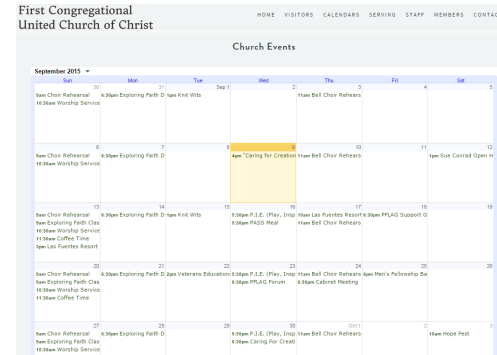 First Congregational
United Church of Christ
HOME VISITORS CALENDARS SERVING STAFF MEMBERS CONTAC
Church Events
September 2015
Sun Mon Tue Wed Thu Fri Sat
30 31 Sep 1 2 3 4 5
9am Choir Rehearsal 6:30pm Exploring Faith D 1pm Knit Wits 11am Bell Choir Rehears
10:30am Worship Service
6 7 8 9 10 11 12
9am Choir Rehearsal 6:30pm Exploring Faith D 4pm "Caring for Creation 11am Bell Choir Rehears 1pm Sue Conrad Open H
10:30am Worship Service
13 14 15 16 17 18 19
9am Choir Rehearsal 6:30pm Exploring Faith D 1pm Knit Wits 5:30pm P.I.E. (Play, Insp 10am Las Fuentes Resort 6:30pm PFLAG Support G
9am Exploring Faith Clas 5:30pm PASS Meal 11am Bell Choir Rehears
10:30am Worship Service
11:30am Coffee Time
2pm Las Fuentes Resort
20 21 22 23 24 25 26
9am Choir Rehearsal 6:30pm Exploring Faith D 2pm Veterans Education 5:30pm P.I.E. (Play, Insp 11am Bell Choir Rehears 6pm Men's Fellowship Ba
9am Exploring Faith Clas 6:30pm PFLAG Forum 6:30pm Cabinet Meeting
10:30am Worship Service
11:30am Coffee Time
27 28 29 30 Oct 1 2 3
9am Choir Rehearsal 6:30pm Exploring Faith D 5:30pm P.I.E. (Play, Insp 11am Bell Choir Rehears 10am Hope Fest
9am Exploring Faith Clas 6:30pm Caring For Creati
10:30am Worship Service